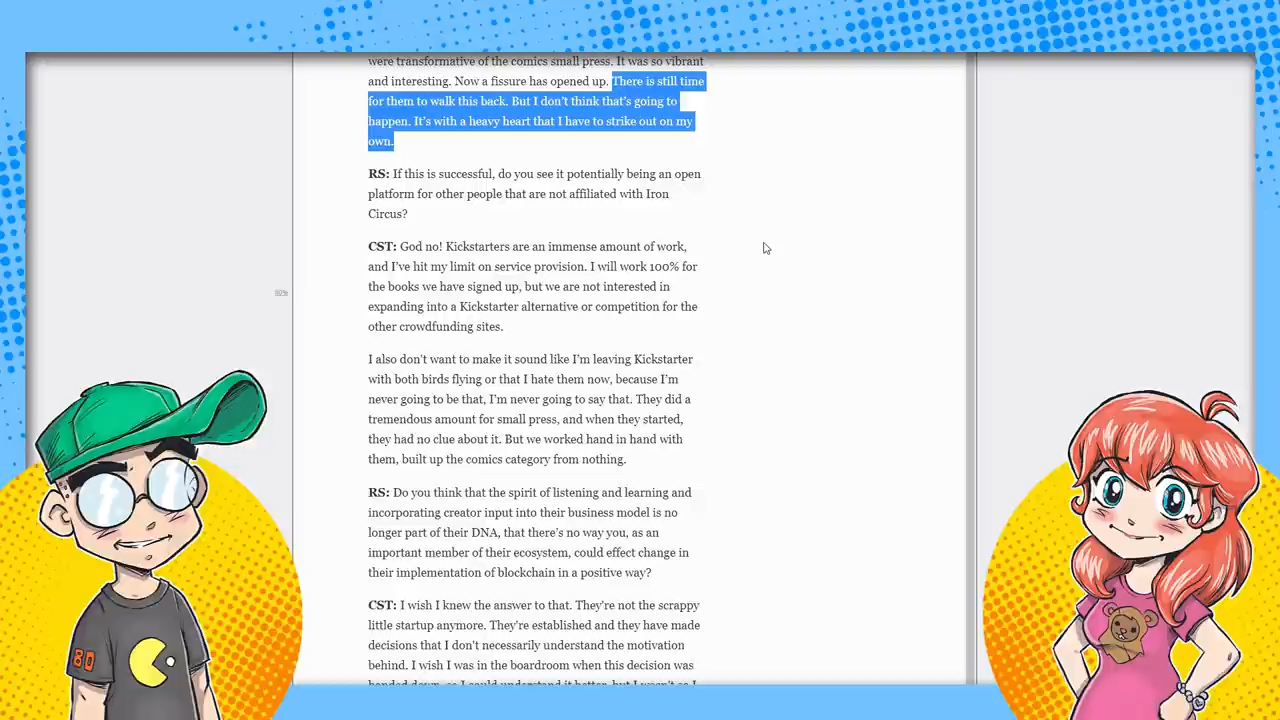 were transformative of the comics small press. It was so vibrant
and interesting. Now a fissure has opened up. There is still time
for them to walk this back. But I don't think that's going to
happen. It's with a heavy heart that I have to strike out on my
own.
RS: If this is successful, do you see it potentially being an open
platform for other people that are not affiliated with Iron
Circus?
CST: God no! Kickstarters are an immense amount of work,
and I've hit my limit on service provision. I will work 100% for
the books we have signed up, but we are not interested in
expanding into a Kickstarter alternative or competition for the
other crowdfunding sites.
I also don't want to make it sound like I'm leaving Kickstarter
with both birds flying or that I hate them now, because I'm
never going to be that, I'm never going to say that. They did a
tremendous amount for small press, and when they started,
they had no clue about it. But we worked hand in hand with
them, built up the comics category from nothing.
RS: Do you think that the spirit of listening and learning and
incorporating creator input into their business model is no
longer part of their DNA, that there's no way you, as an
important member of their ecosystem, could effect change in
their implementation of blockchain in a positive way?
CST: I wish I knew the answer to that. They're not the scrappy
little startup anymore. They're established and they have made
decisions that I don't necessarily understand the motivation
behind. I wish I was in the boardroom when this decision was
handed down, so I could understand it better, but I wasn't so I
80